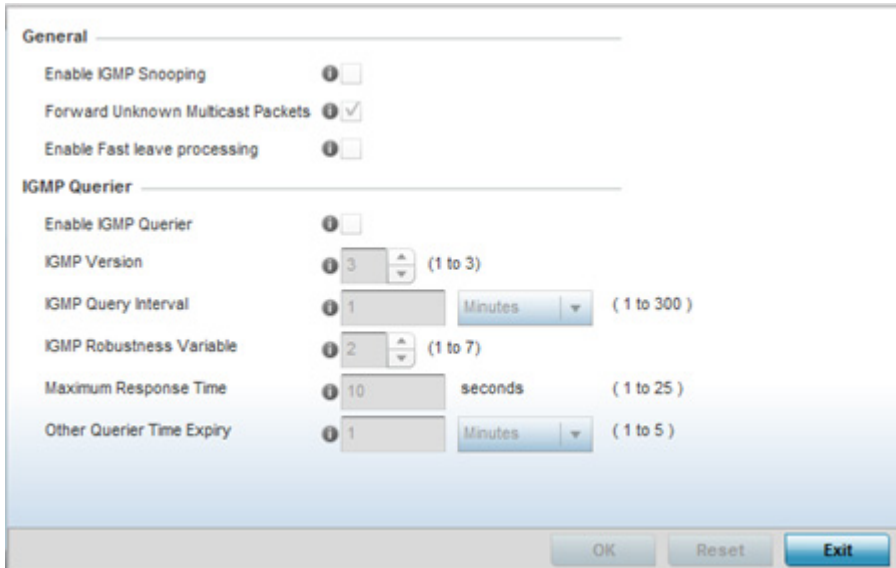 General
Enable IGMP Snooping
Forward Unknown Multicast Packets
Enable Fast leave processing
IGMP Querier
Enable IGMP Querier
IGMP Version 3 (1 to 3)
IGMP Query Interval 1 Minutes ( 1 to 300 )
IGMP Robustness Variable 2 (1 to 7)
Maximum Response Time 10 seconds ( 1 to 25 )
Other Querier Time Expiry 1 Minutes ( 1 to 5 )
OK Reset Exit